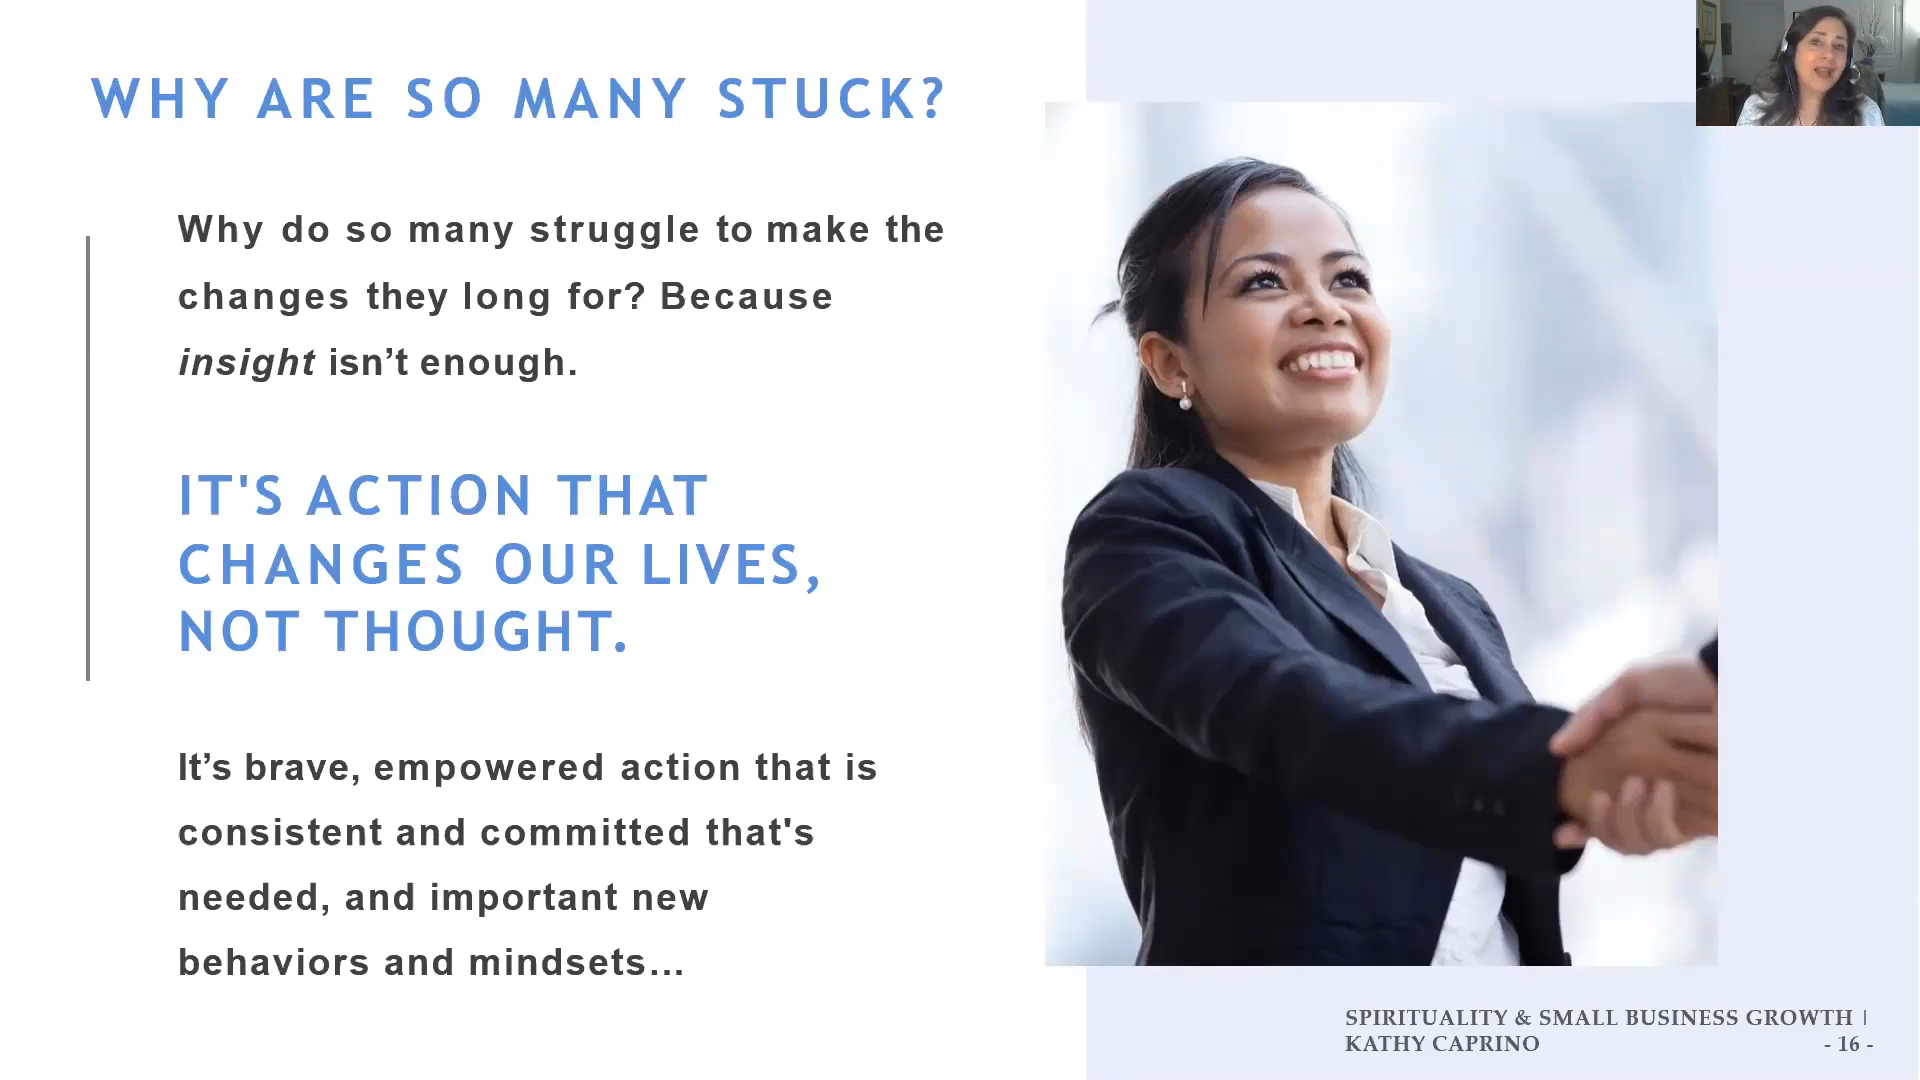 WHY ARE SO MANY STUCK?
Why do so many struggle to make the
changes they long for? Because
insight isn’t enough.
IT'S ACTION THAT
CHANGES OUR LIVES,
NOT THOUGHT.
It’s brave, empowered action that is
consistent and committed that's
needed, and important new
behaviors and mindsets…
SPIRITUALITY & SMALL BUSINESS GROWTH |
KATHY CAPRINO - 16 -